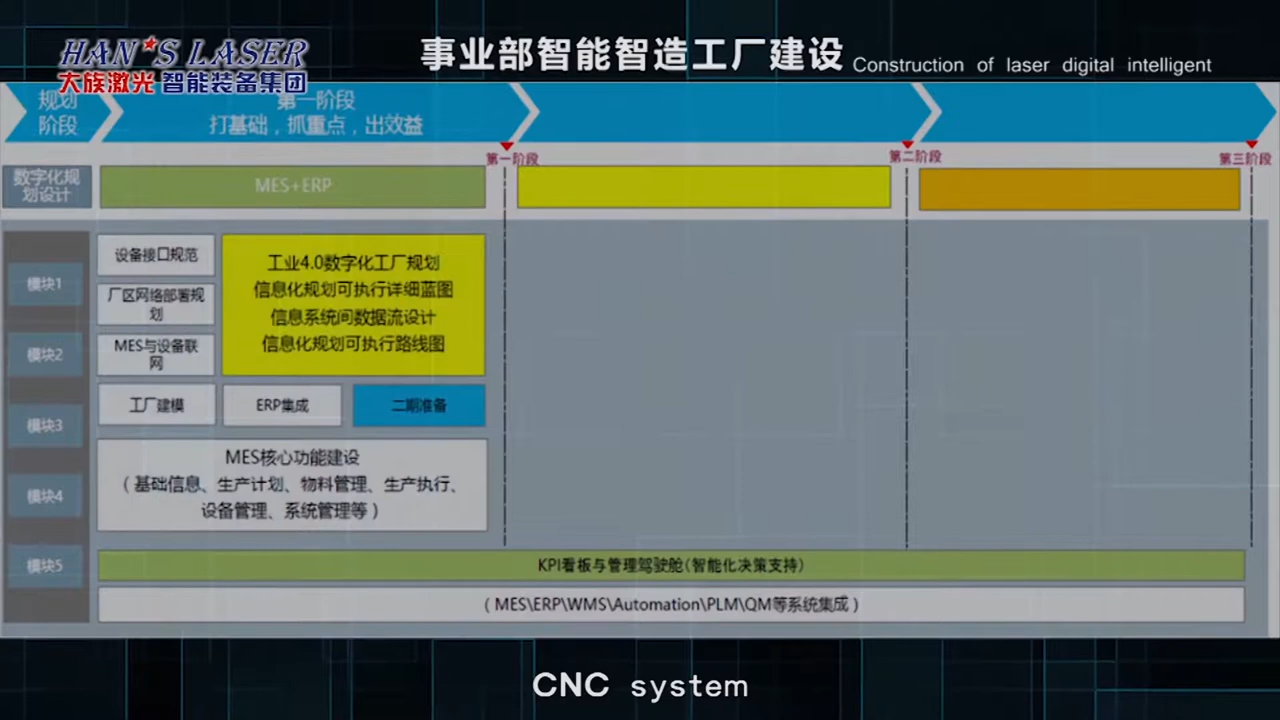 HAN★S LASER
大族激光 智能装备集团
事业部智能智造工厂建设 Construction of laser digital intelligent
规划
阶段
第一阶段
打基础，抓重点，出效益
第一阶段
第二阶段
第三阶段
数字化规
划设计
MES+ERP
模块1
模块2
模块3
模块4
模块5
设备接口规范
厂区网络部署规
划
MES与设备联
网
工业4.0数字化工厂规划
信息化规划可执行详细蓝图
信息系统间数据流设计
信息化规划可执行路线图
工厂建模
ERP集成
二期准备
MES核心功能建设
（基础信息、生产计划、物料管理、生产执行、
设备管理、系统管理等）
KPI看板与管理驾驶舱(智能化决策支持)
（MES\ERP\WMS\Automation\PLM\QM等系统集成）
CNC system